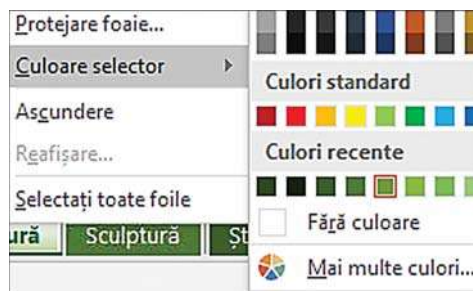 Protejare foaie...
Culoare selector
Ascundere
Reafișare...
Selectați toate foile
ură Sculptură Șt
Culori standard
Culori recente
Fără culoare
Mai multe culori...